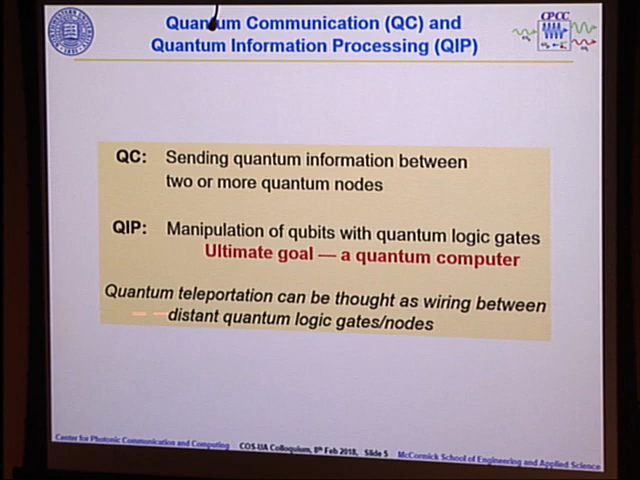 Quantum Communication (QC) and
Quantum Information Processing (QIP)
CPCC
QC: Sending quantum information between
two or more quantum nodes
QIP: Manipulation of qubits with quantum logic gates
Ultimate goal — a quantum computer
Quantum teleportation can be thought as wiring between
distant quantum logic gates/nodes
Center for Photonic Communication and Computing COS-UA Colloquium, 8th Feb 2018, Slide 5 McCormick School of Engineering and Applied Science